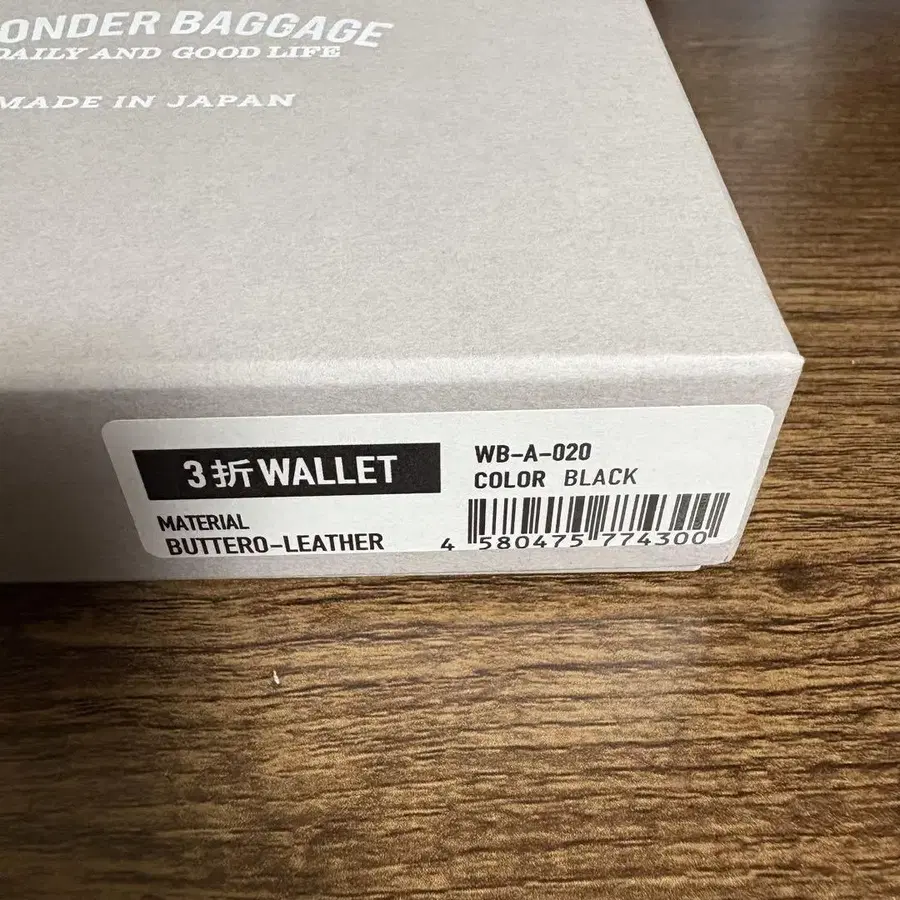 ONDER BAGGAGE
DAILY AND GOOD LIFE
MADE IN JAPAN
3折WALLET
WB-A-020
COLOR BLACK
MATERIAL
BUTTERO-LEATHER
4 580475 774300